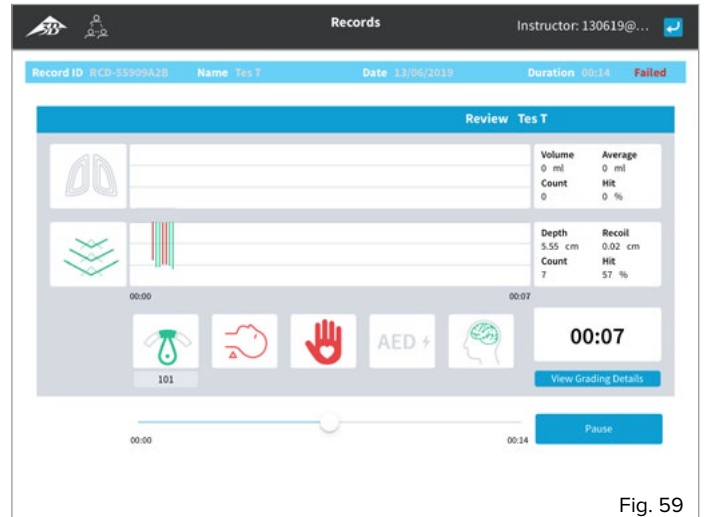 3B Records Instructor: 130619@...
Record ID RCD-S5909A2B Name Tes T Date 13/06/2019 Duration 00:14 Failed
Review Tes T
Volume Average
0 ml 0 ml
Count Hit
0 0 %
Depth Recoil
5.55 cm 0.02 cm
Count Hit
7 57 %
00:00 00:07
AED
00:07
101
View Grading Details
00:00 00:14
Pause
Fig. 59